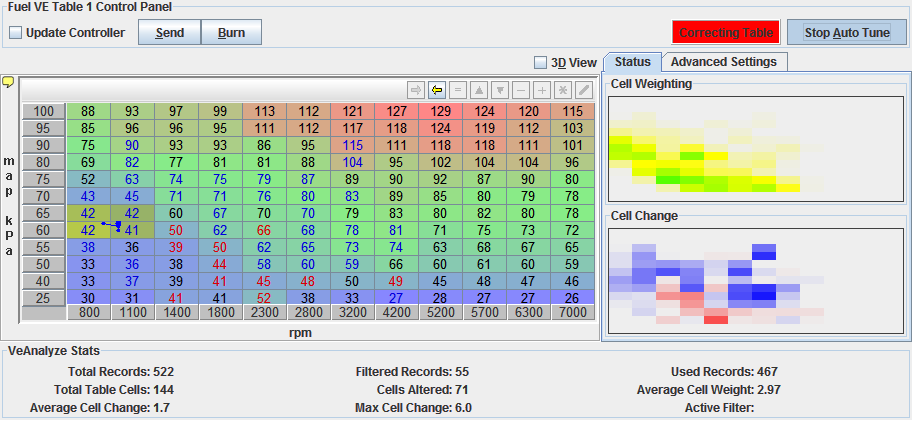 Fuel VE Table 1 Control Panel
Update Controller Send Burn Correcting Table Stop Auto Tune
3D View Status Advanced Settings
Cell Weighting
100 88 93 97 99 113 112 121 127 129 124 120 115
95 85 96 96 95 111 112 117 118 124 119 112 103
90 75 90 93 93 86 95 115 111 118 118 111 101
80 69 82 77 81 81 88 104 95 102 104 104 96
75 52 63 74 75 79 87 89 90 92 87 90 80
70 43 45 71 71 76 80 83 89 85 80 79 78
65 42 42 60 67 70 70 79 83 80 82 80 78
60 42 41 50 62 66 68 78 81 71 75 73 72
55 38 36 39 50 62 65 73 74 63 68 67 65
50 33 36 38 44 58 60 59 66 60 61 60 59
40 33 37 39 41 45 48 50 49 45 48 47 46
25 30 31 41 41 52 38 33 27 28 27 27 26
800 1100 1400 1800 2300 2800 3200 4200 5200 5700 6300 7000
map kPa
rpm
Cell Change
VeAnalyze Stats
Total Records: 522 Filtered Records: 55 Used Records: 467
Total Table Cells: 144 Cells Altered: 71 Average Cell Weight: 2.97
Average Cell Change: 1.7 Max Cell Change: 6.0 Active Filter: